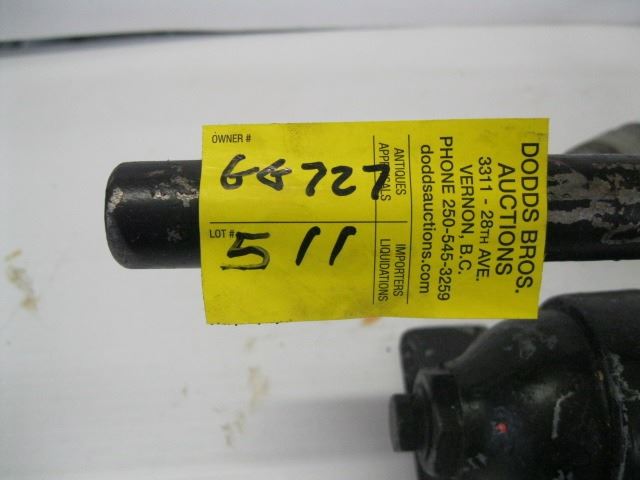 OWNER #
GG727
LOT #
511
ANTIQUES
APPRAISALS
IMPORTERS
LIQUIDATIONS
DODDS BROS.
AUCTIONS
3311 - 28TH AVE.
VERNON, B.C.
PHONE 250-545-3259
doddsauctions.com